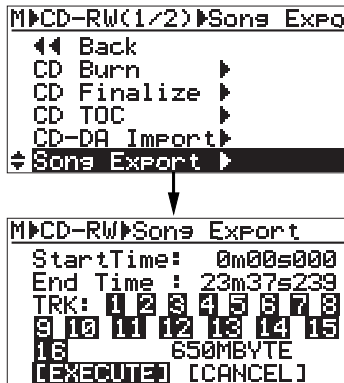 M▶CD-RW(1/2)▶Song Expo
◀◀ Back
CD Burn ▶
CD Finalize ▶
CD TOC ▶
CD-DA Import▶
Song Export ▶
M▶CD-RW▶Song Export
StartTime: 0m00s000
End Time : 23m37s239
TRK: 1 2 3 4 5 6 7 8
9 10 11 12 13 14 15
16 650MBYTE
[EXECUTE] [CANCEL]